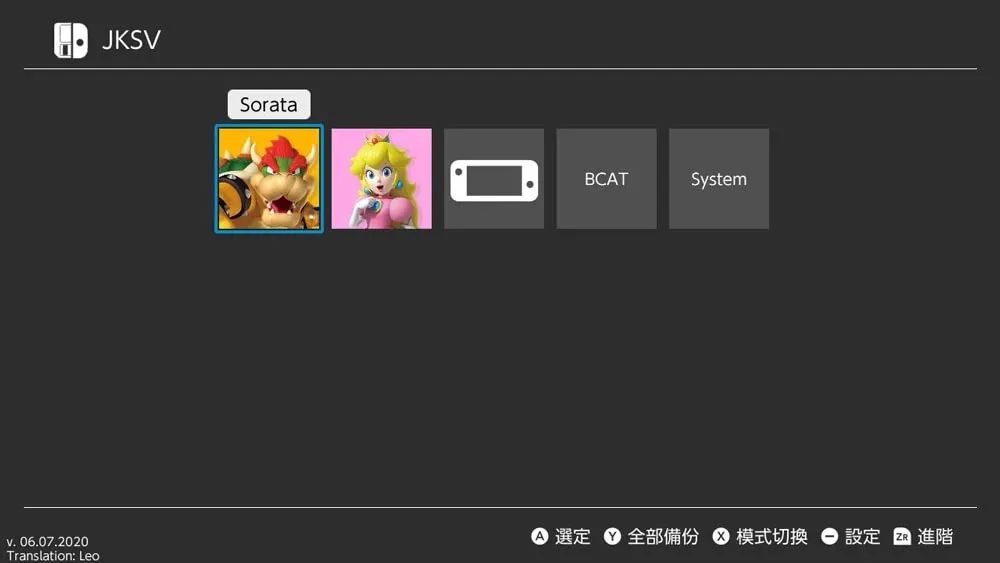 JKSV
Sorata
BCAT
System
v. 06.07.2020
Translation: Leo
A 選定 Y 全部備份 X 模式切換 − 設定 ZR 進階